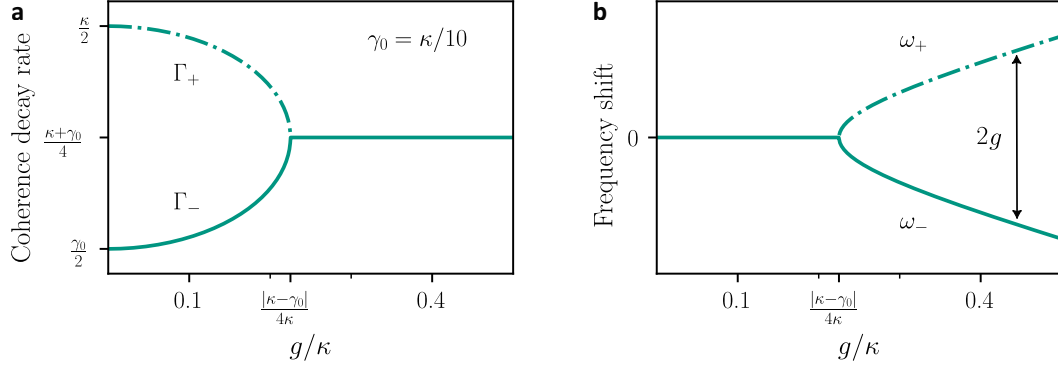 a
κ/2
γ₀ = κ/10
Γ₊
Coherence decay rate
κ+γ₀/4
Γ₋
γ₀/2
0.1
|κ−γ₀|/4κ
0.4
g/κ
b
ω₊
Frequency shift
0
2g
ω₋
0.1
|κ−γ₀|/4κ
0.4
g/κ